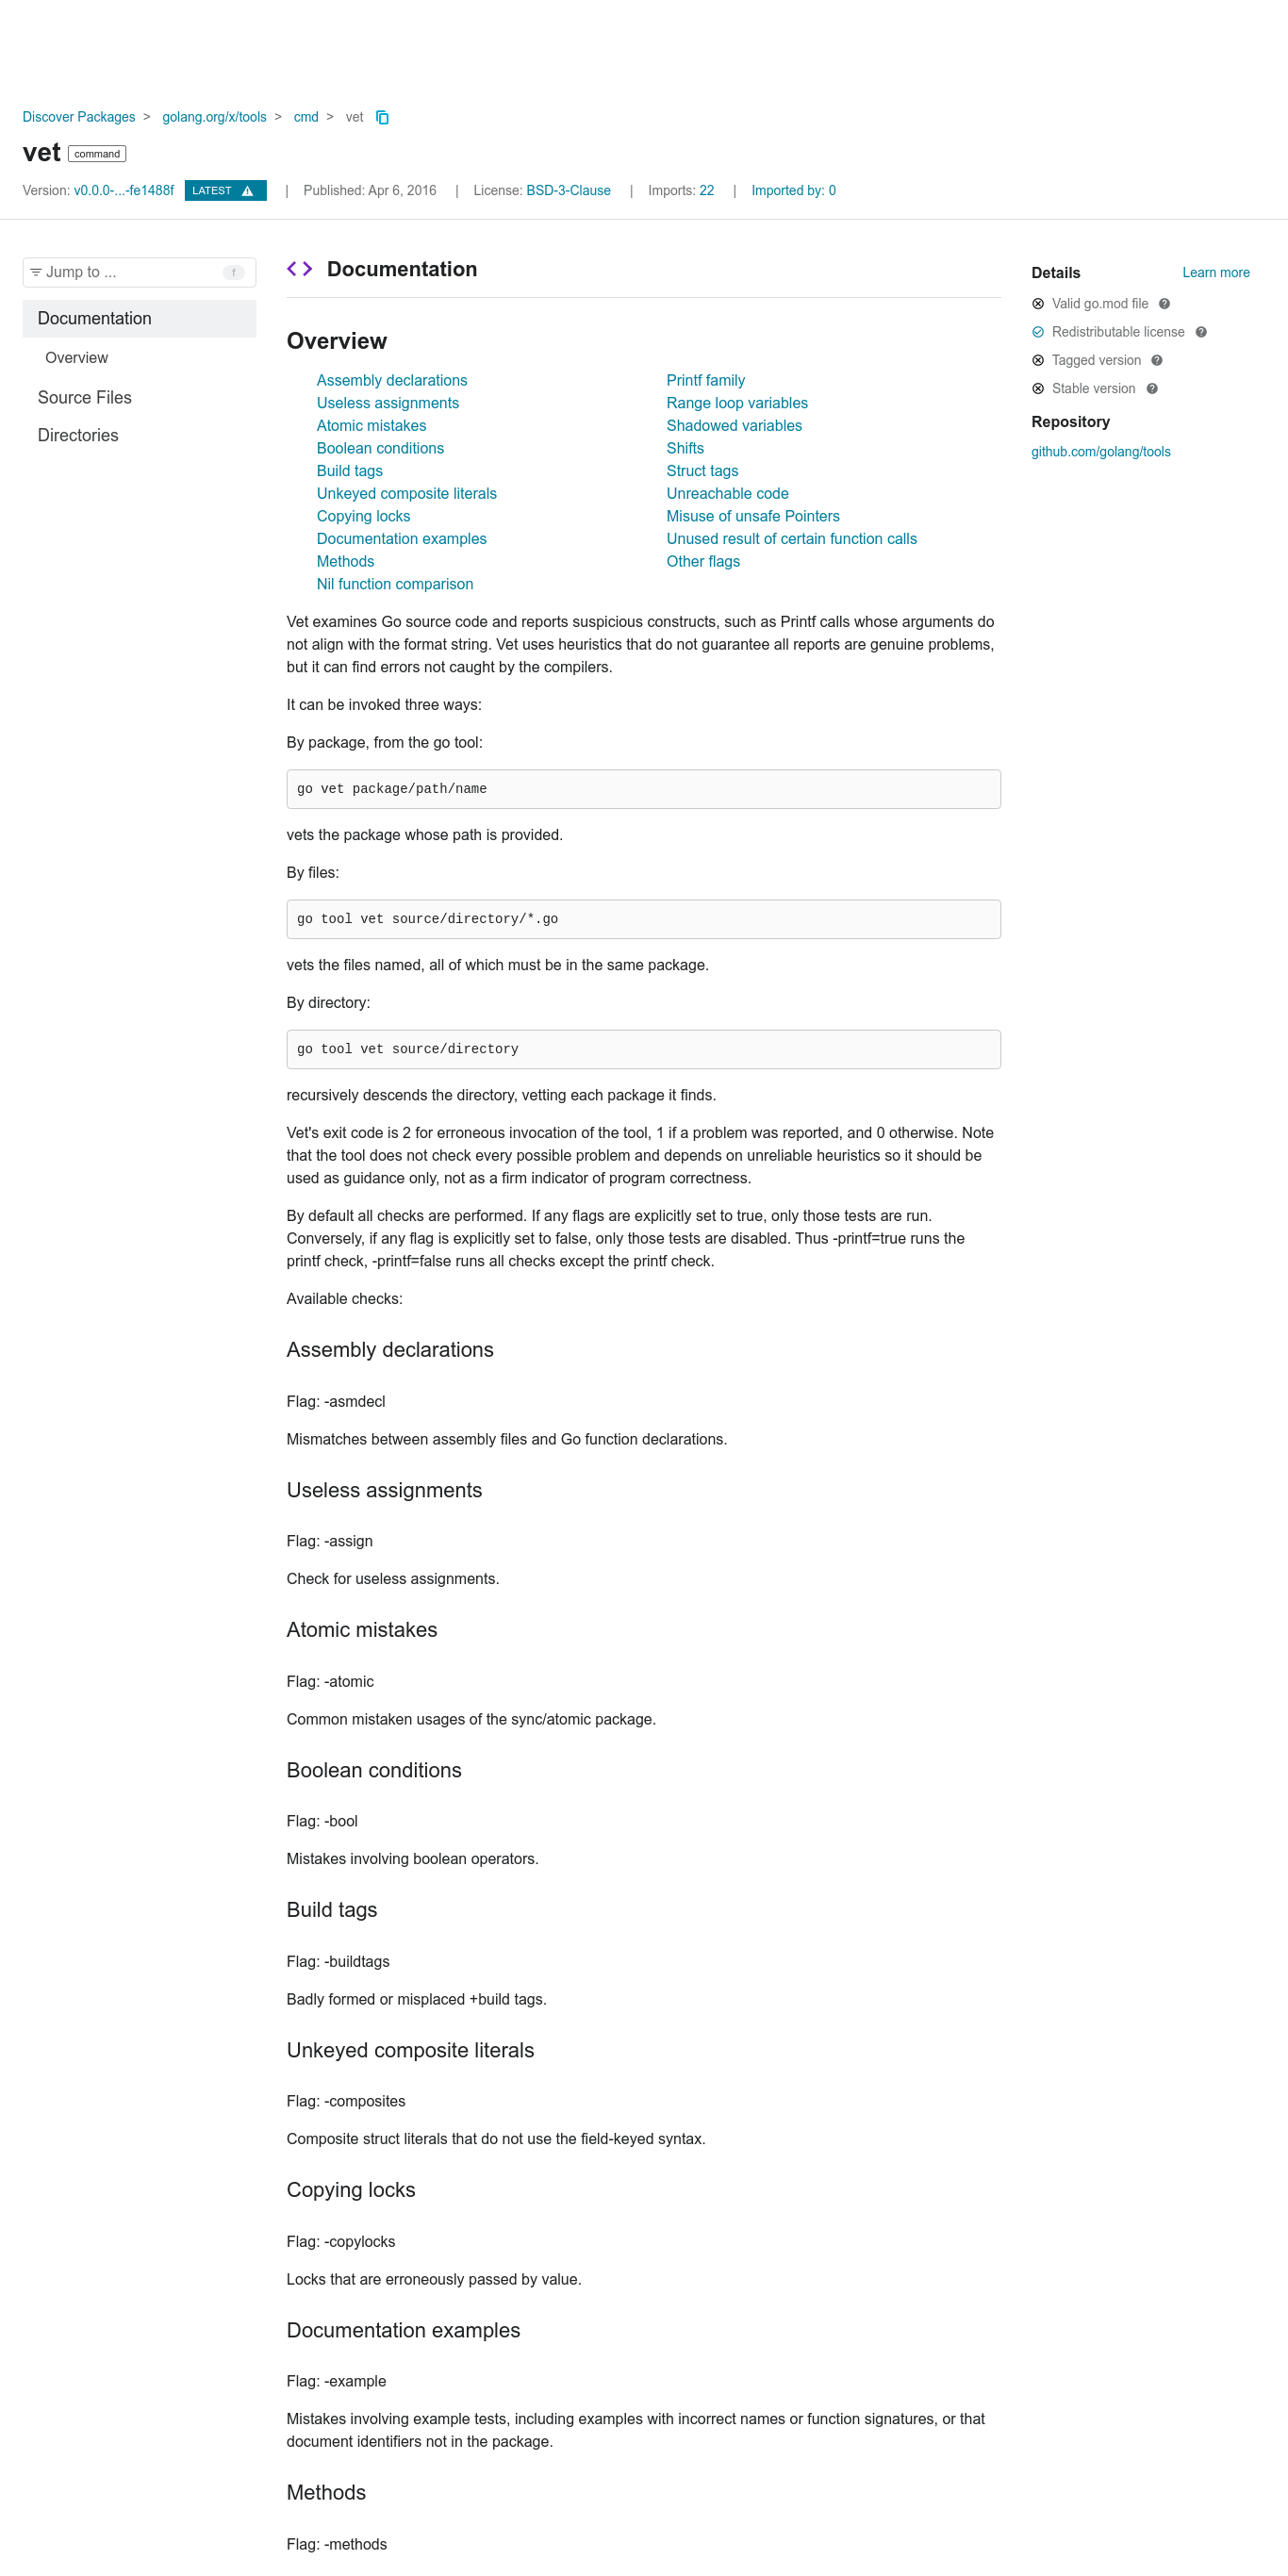 Discover Packages > golang.org/x/tools > cmd > vet
vet command
Version: v0.0.0-...-fe1488f LATEST | Published: Apr 6, 2016 | License: BSD-3-Clause | Imports: 22 | Imported by: 0
Jump to ... f
Documentation
Overview
Source Files
Directories
Documentation
Overview
Assembly declarations
Useless assignments
Atomic mistakes
Boolean conditions
Build tags
Unkeyed composite literals
Copying locks
Documentation examples
Methods
Nil function comparison
Printf family
Range loop variables
Shadowed variables
Shifts
Struct tags
Unreachable code
Misuse of unsafe Pointers
Unused result of certain function calls
Other flags
Vet examines Go source code and reports suspicious constructs, such as Printf calls whose arguments do
not align with the format string. Vet uses heuristics that do not guarantee all reports are genuine problems,
but it can find errors not caught by the compilers.
It can be invoked three ways:
By package, from the go tool:
go vet package/path/name
vets the package whose path is provided.
By files:
go tool vet source/directory/*.go
vets the files named, all of which must be in the same package.
By directory:
go tool vet source/directory
recursively descends the directory, vetting each package it finds.
Vet's exit code is 2 for erroneous invocation of the tool, 1 if a problem was reported, and 0 otherwise. Note
that the tool does not check every possible problem and depends on unreliable heuristics so it should be
used as guidance only, not as a firm indicator of program correctness.
By default all checks are performed. If any flags are explicitly set to true, only those tests are run.
Conversely, if any flag is explicitly set to false, only those tests are disabled. Thus -printf=true runs the
printf check, -printf=false runs all checks except the printf check.
Available checks:
Assembly declarations
Flag: -asmdecl
Mismatches between assembly files and Go function declarations.
Useless assignments
Flag: -assign
Check for useless assignments.
Atomic mistakes
Flag: -atomic
Common mistaken usages of the sync/atomic package.
Boolean conditions
Flag: -bool
Mistakes involving boolean operators.
Build tags
Flag: -buildtags
Badly formed or misplaced +build tags.
Unkeyed composite literals
Flag: -composites
Composite struct literals that do not use the field-keyed syntax.
Copying locks
Flag: -copylocks
Locks that are erroneously passed by value.
Documentation examples
Flag: -example
Mistakes involving example tests, including examples with incorrect names or function signatures, or that
document identifiers not in the package.
Methods
Flag: -methods
Details Learn more
Valid go.mod file
Redistributable license
Tagged version
Stable version
Repository
github.com/golang/tools